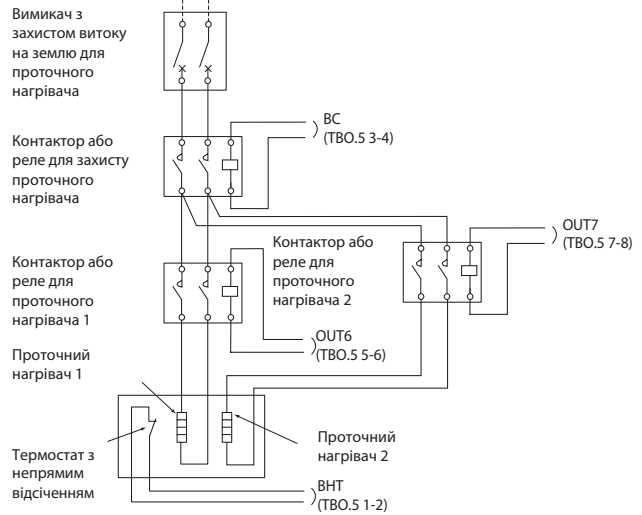 Вимикач з
захистом витоку
на землю для
проточного
нагрівача
BC
(TBO.5 3-4)
Контактор або
реле для захисту
проточного
нагрівача
OUT7
(TBO.5 7-8)
Контактор або
реле для
проточного
нагрівача 2
Контактор або
реле для
проточного
нагрівача 1
OUT6
(TBO.5 5-6)
Проточний
нагрівач 1
Проточний
нагрівач 2
Термостат з
непрямим
відсіченням
BHT
(TBO.5 1-2)